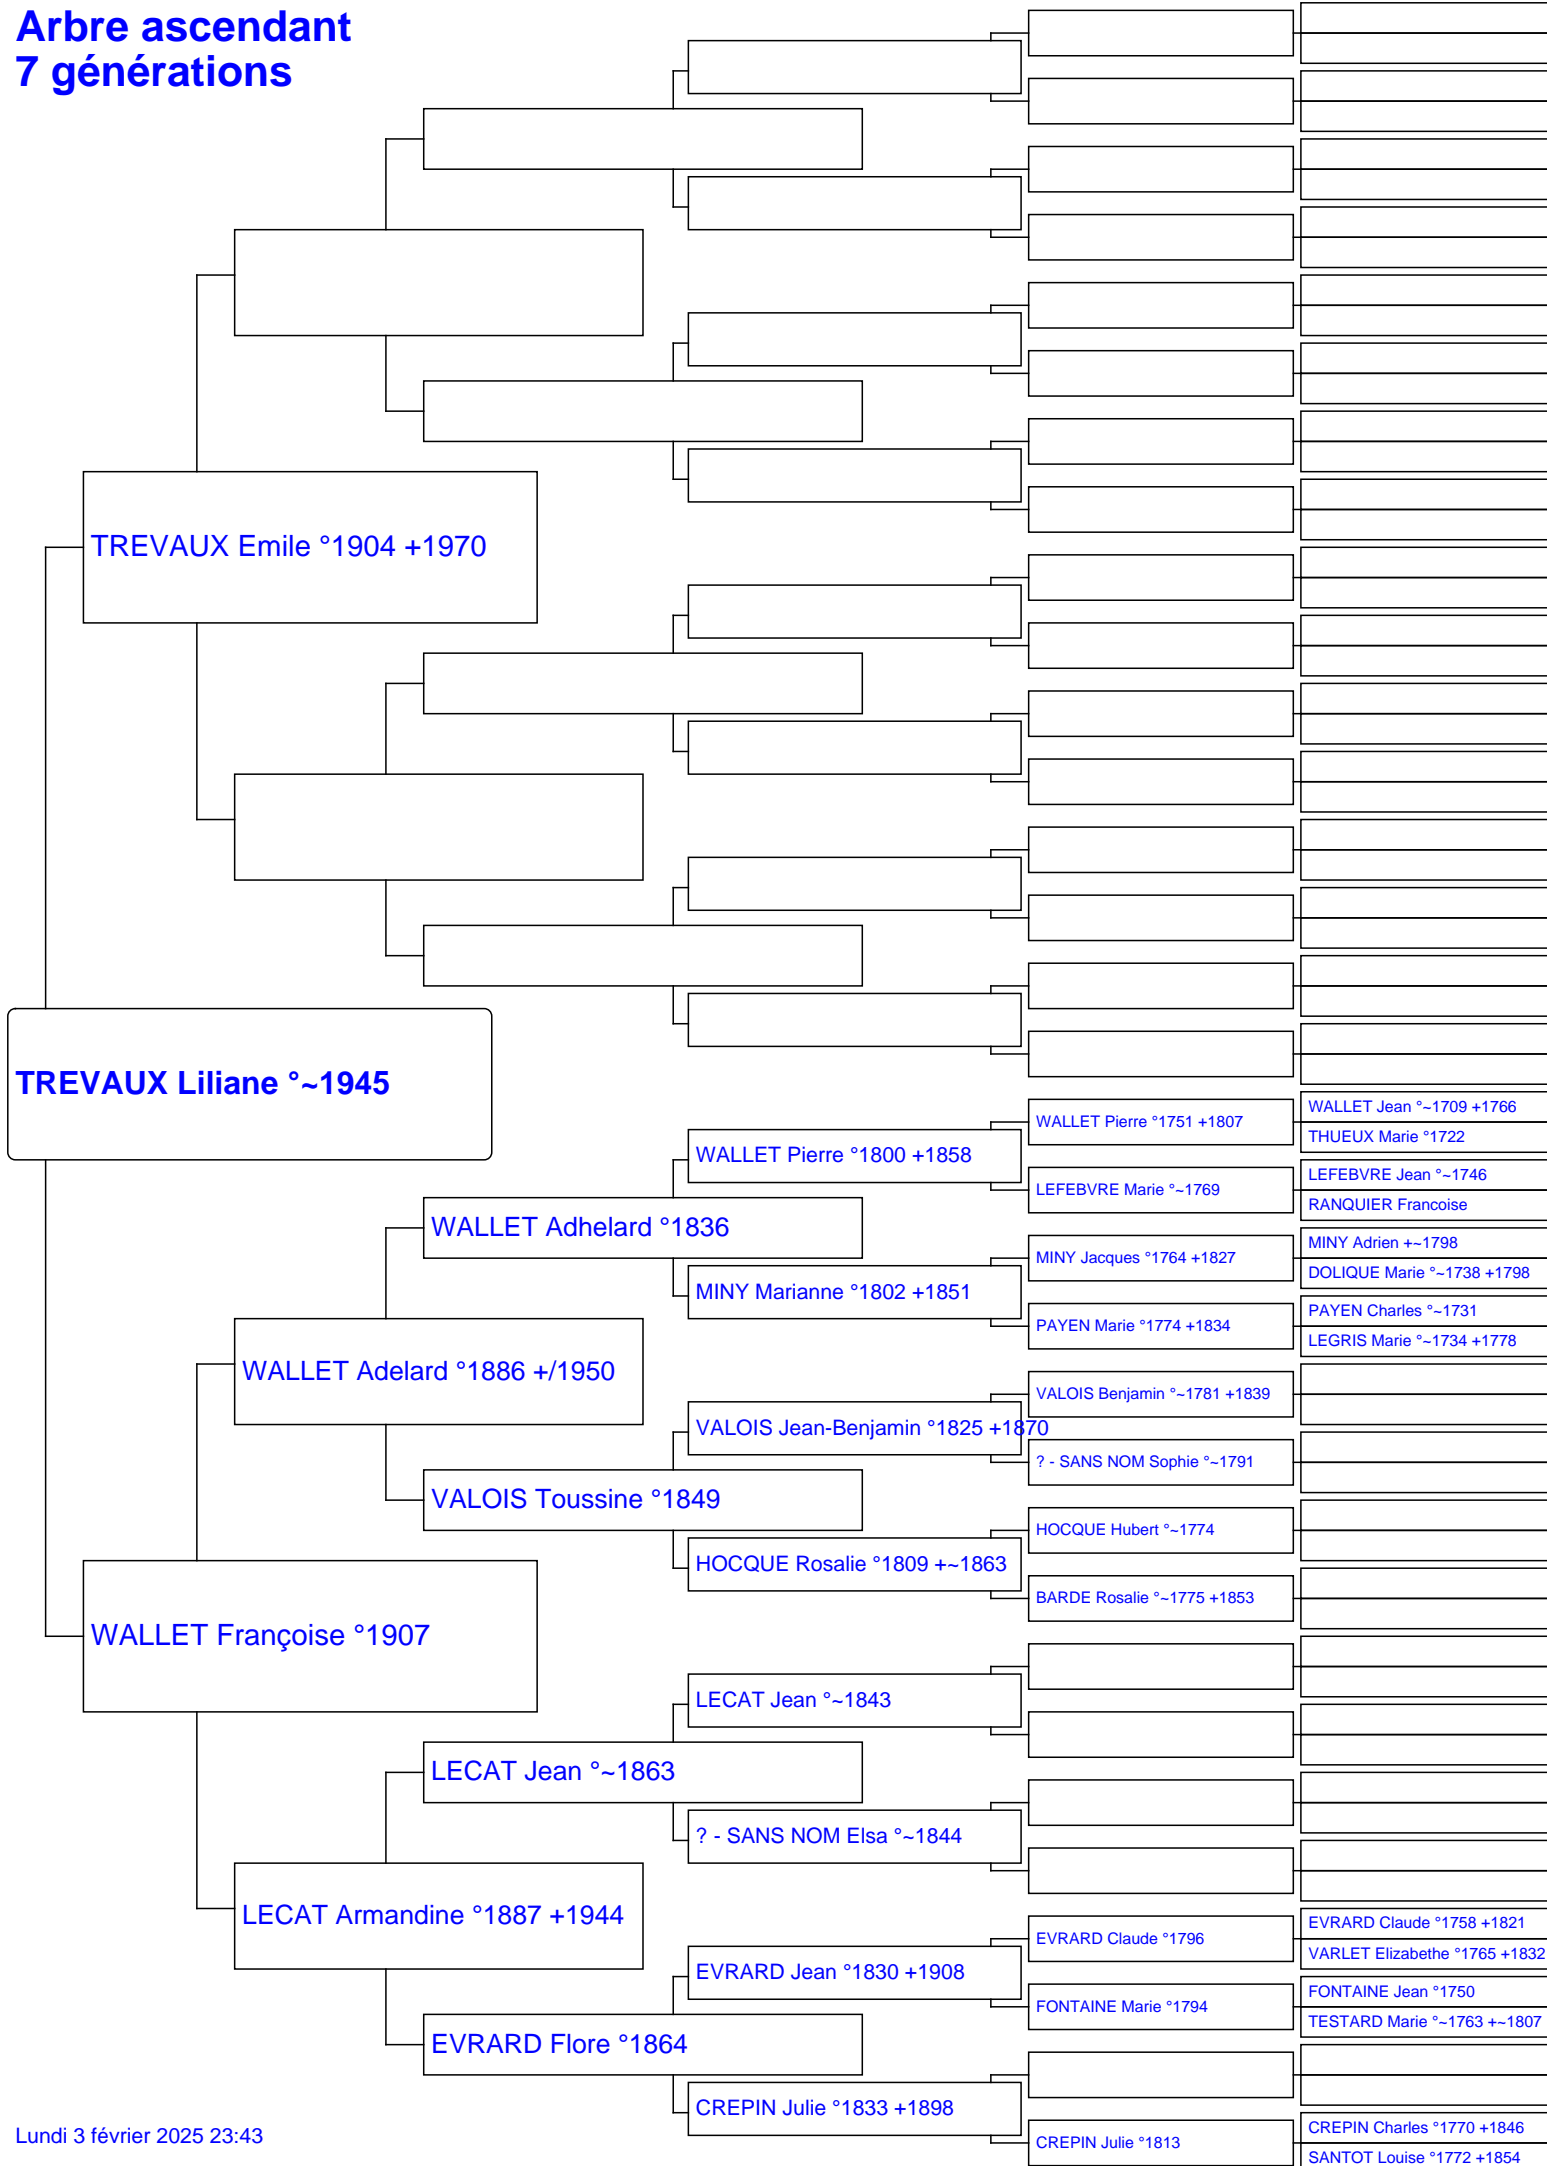 Arbre ascendant
7 générations
TREVAUX Emile °1904 +1970
TREVAUX Liliane °~1945
WALLET Jean °~1709 +1766
WALLET Pierre °1751 +1807
THUEUX Marie °1722
WALLET Pierre °1800 +1858
LEFEBVRE Jean °~1746
LEFEBVRE Marie °~1769
RANQUIER Francoise
WALLET Adhelard °1836
MINY Adrien +~1798
MINY Jacques °1764 +1827
DOLIQUE Marie °~1738 +1798
MINY Marianne °1802 +1851
PAYEN Charles °~1731
PAYEN Marie °1774 +1834
LEGRIS Marie °~1734 +1778
WALLET Adelard °1886 +/1950
VALOIS Benjamin °~1781 +1839
VALOIS Jean-Benjamin °1825 +1870
? - SANS NOM Sophie °~1791
VALOIS Toussine °1849
HOCQUE Hubert °~1774
HOCQUE Rosalie °1809 +~1863
BARDE Rosalie °~1775 +1853
WALLET Françoise °1907
LECAT Jean °~1843
LECAT Jean °~1863
? - SANS NOM Elsa °~1844
LECAT Armandine °1887 +1944
EVRARD Claude °1758 +1821
EVRARD Claude °1796
VARLET Elizabethe °1765 +1832
EVRARD Jean °1830 +1908
FONTAINE Jean °1750
FONTAINE Marie °1794
TESTARD Marie °~1763 +~1807
EVRARD Flore °1864
CREPIN Julie °1833 +1898
CREPIN Charles °1770 +1846
CREPIN Julie °1813
SANTOT Louise °1772 +1854
Lundi 3 février 2025 23:43